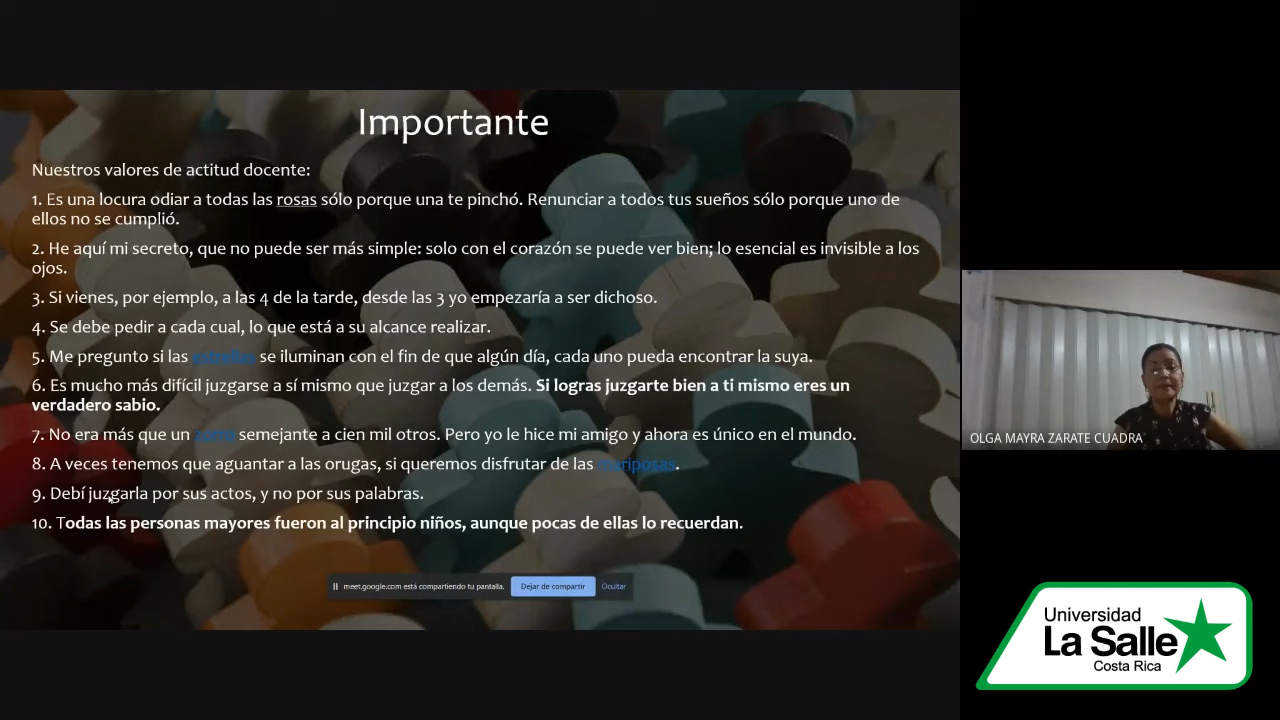 Importante
Nuestros valores de actitud docente:
1. Es una locura odiar a todas las rosas sólo porque una te pinchó. Renunciar a todos tus sueños sólo porque uno de
ellos no se cumplió.
2. He aquí mi secreto, que no puede ser más simple: solo con el corazón se puede ver bien; lo esencial es invisible a los
ojos.
3. Si vienes, por ejemplo, a las 4 de la tarde, desde las 3 yo empezaría a ser dichoso.
4. Se debe pedir a cada cual, lo que está a su alcance realizar.
5. Me pregunto si las estrellas se iluminan con el fin de que algún día, cada uno pueda encontrar la suya.
6. Es mucho más difícil juzgarse a sí mismo que juzgar a los demás. Si logras juzgarte bien a ti mismo eres un
verdadero sabio.
7. No era más que un semejante a cien mil otros. Pero yo le hice mi amigo y ahora es único en el mundo.
8. A veces tenemos que aguantar a las orugas, si queremos disfrutar de las mariposas.
9. Debí juzgarla por sus actos, y no por sus palabras.
10. Todas las personas mayores fueron al principio niños, aunque pocas de ellas lo recuerdan.
meet.google.com está compartiendo tu pantalla. Dejar de compartir Ocultar
OLGA MAYRA ZARATE CUADRA
Universidad
La Salle
Costa Rica